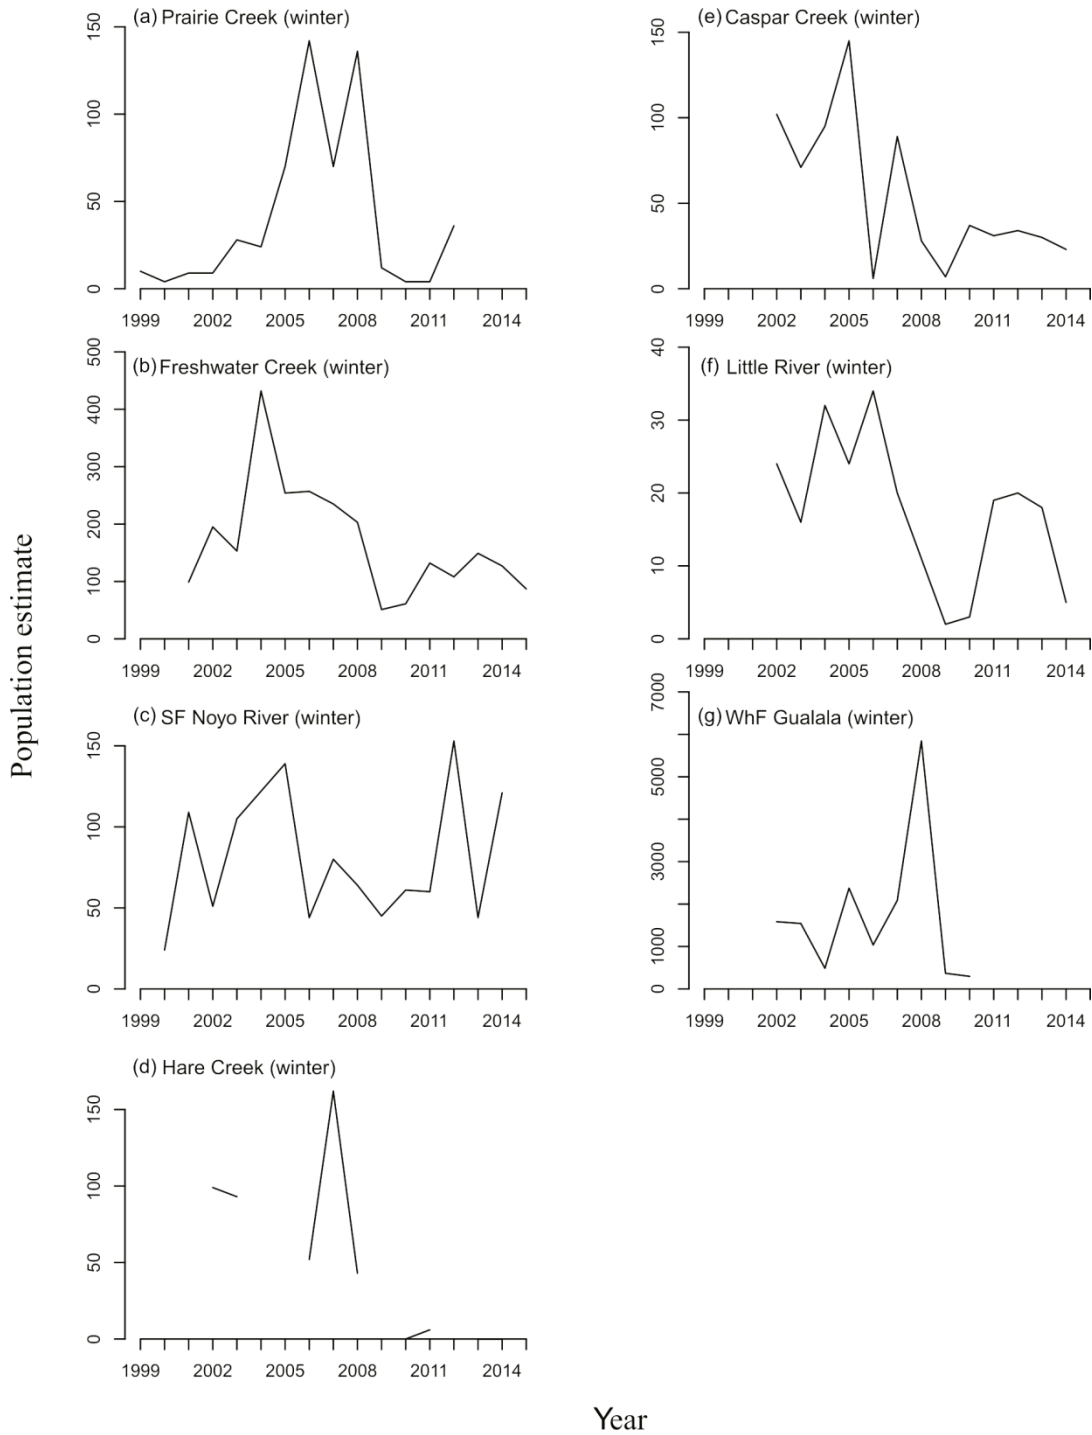 (a) Prairie Creek (winter)
150
100
50
0
1999 2002 2005 2008 2011 2014
(b) Freshwater Creek (winter)
500
400
300
200
100
0
1999 2002 2005 2008 2011 2014
(c) SF Noyo River (winter)
150
100
50
0
1999 2002 2005 2008 2011 2014
(d) Hare Creek (winter)
150
100
50
0
1999 2002 2005 2008 2011 2014
(e) Caspar Creek (winter)
150
100
50
0
1999 2002 2005 2008 2011 2014
(f) Little River (winter)
40
30
20
10
0
1999 2002 2005 2008 2011 2014
(g) WhF Gualala (winter)
7000
5000
3000
1000
0
1999 2002 2005 2008 2011 2014
Population estimate
Year